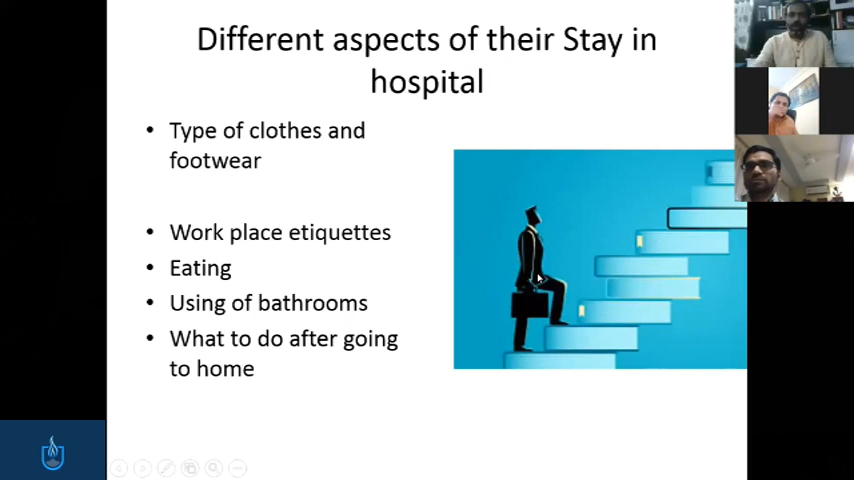 Different aspects of their Stay in
hospital
• Type of clothes and
footwear
• Work place etiquettes
• Eating
• Using of bathrooms
• What to do after going
to home